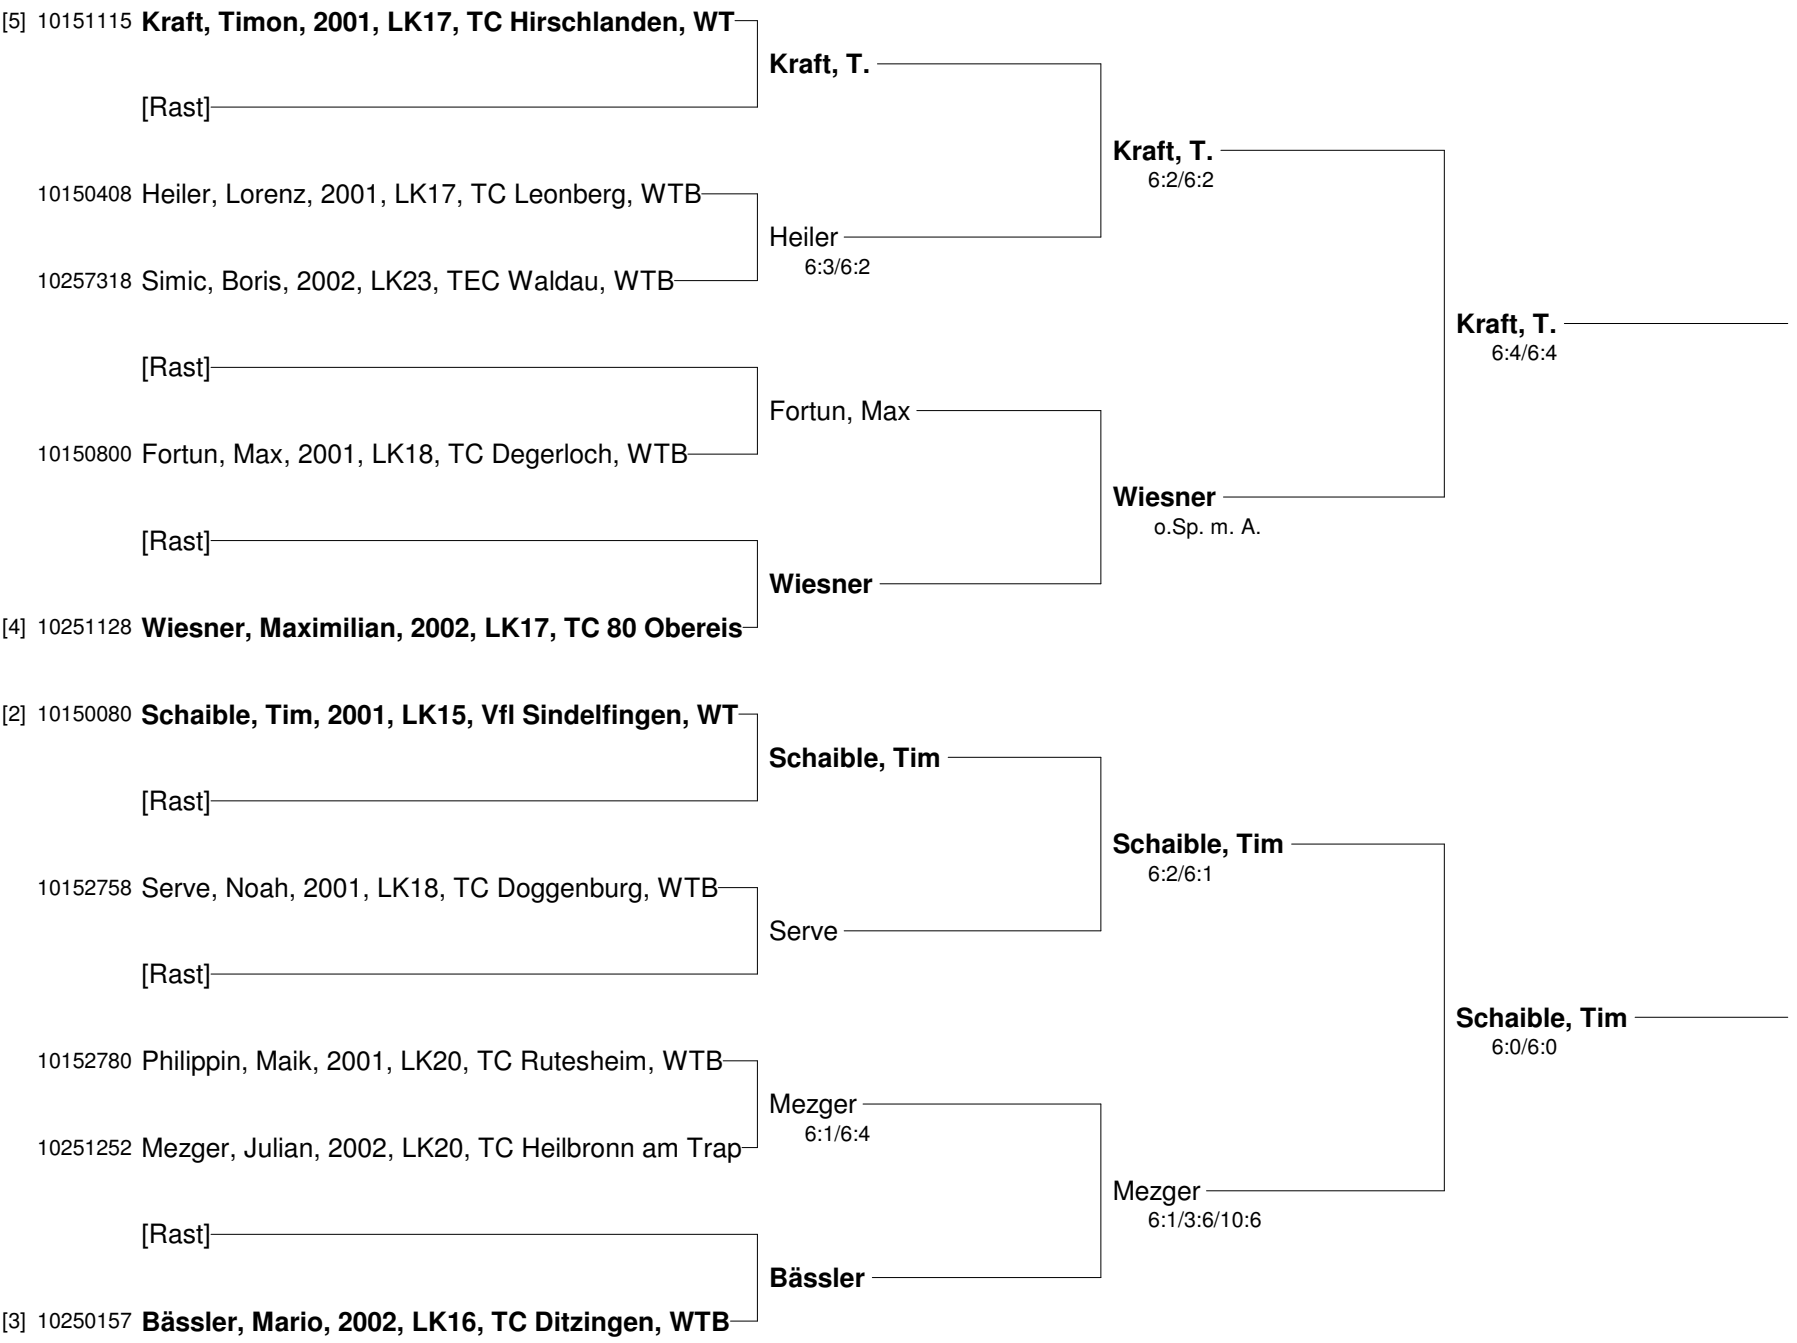 [5] 10151115 Kraft, Timon, 2001, LK17, TC Hirschlanden, WT
Kraft, T.
[Rast]
Kraft, T.
6:2/6:2
10150408 Heiler, Lorenz, 2001, LK17, TC Leonberg, WTB
Heiler
6:3/6:2
10257318 Simic, Boris, 2002, LK23, TEC Waldau, WTB
Kraft, T.
6:4/6:4
[Rast]
Fortun, Max
10150800 Fortun, Max, 2001, LK18, TC Degerloch, WTB
Wiesner
o.Sp. m. A.
[Rast]
Wiesner
[4] 10251128 Wiesner, Maximilian, 2002, LK17, TC 80 Obereis
[2] 10150080 Schaible, Tim, 2001, LK15, Vfl Sindelfingen, WT
Schaible, Tim
[Rast]
Schaible, Tim
6:2/6:1
10152758 Serve, Noah, 2001, LK18, TC Doggenburg, WTB
Serve
[Rast]
Schaible, Tim
6:0/6:0
10152780 Philippin, Maik, 2001, LK20, TC Rutesheim, WTB
Mezger
6:1/6:4
10251252 Mezger, Julian, 2002, LK20, TC Heilbronn am Trap
Mezger
6:1/3:6/10:6
[Rast]
Bässler
[3] 10250157 Bässler, Mario, 2002, LK16, TC Ditzingen, WTB